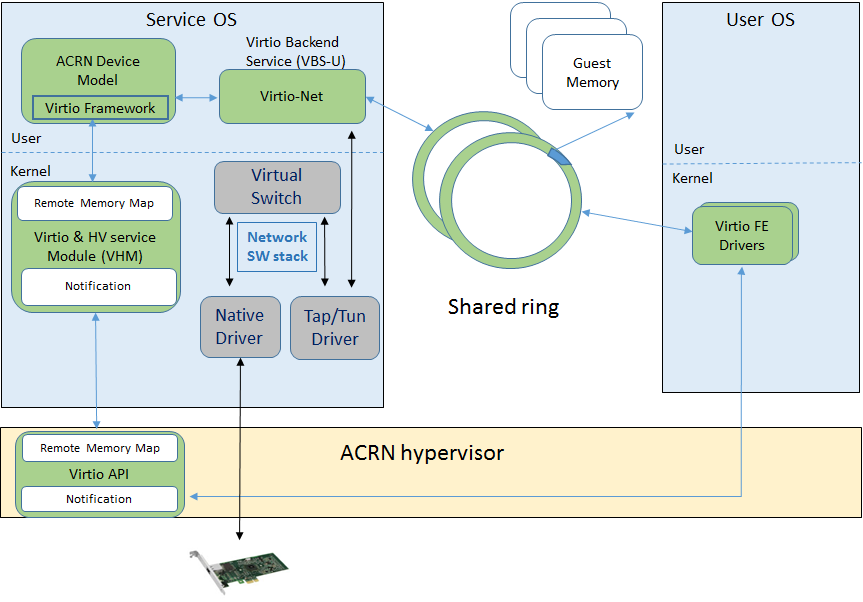 Service OS
User OS
ACRN Device
Model
Virtio Framework
Virtio Backend
Service (VBS-U)
Virtio-Net
Guest
Memory
User
Kernel
User
Kernel
Remote Memory Map
Virtio & HV service
Module (VHM)
Notification
Virtual
Switch
Network
SW stack
Native
Driver
Tap/Tun
Driver
Shared ring
Virtio FE
Drivers
Remote Memory Map
Virtio API
Notification
ACRN hypervisor